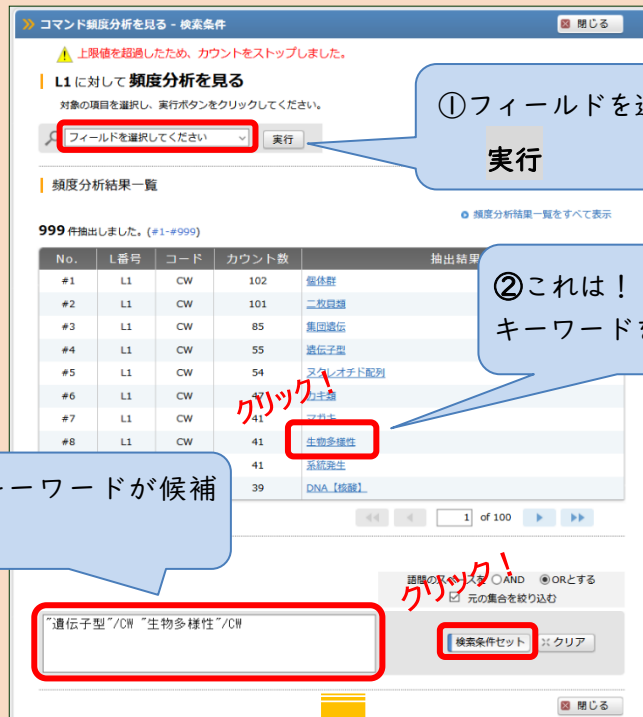 コマンド頻度分析を見る - 検索条件
閉じる
上限値を超過したため、カウントをストップしました。
L1 に対して 頻度分析を見る
対象の項目を選択し、実行ボタンをクリックしてください。
フィールドを選択してください
実行
①フィールドを
実行
頻度分析結果一覧
頻度分析結果一覧をすべて表示
999 件抽出しました。(#1-#999)
No. L番号 コード カウント数 抽出結果
#1 L1 CW 102 個体群
#2 L1 CW 101 二枚貝類
#3 L1 CW 85 集団遺伝
#4 L1 CW 55 遺伝子型
#5 L1 CW 54 ヌクレオチド配列
#6 L1 CW 47 カキ類
#7 L1 CW 41 マガキ
#8 L1 CW 41 生物多様性
41 系統発生
39 DNA【核酸】
②これは!
キーワードを
クリック!
キーワードが候補
1 of 100
語間のスペースを AND ORとする
元の集合を絞り込む
クリック!
"遺伝子型"/CW "生物多様性"/CW
検索条件セット
クリア
閉じる